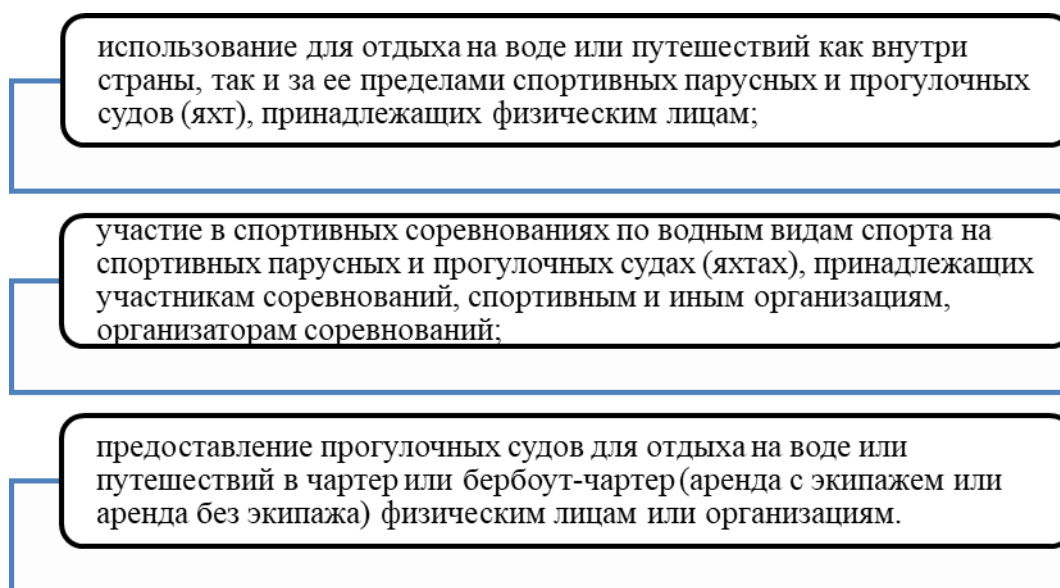 использование для отдыха на воде или путешествий как внутри
страны, так и за ее пределами спортивных парусных и прогулочных
судов (яхт), принадлежащих физическим лицам;
участие в спортивных соревнованиях по водным видам спорта на
спортивных парусных и прогулочных судах (яхтах), принадлежащих
участникам соревнований, спортивным и иным организациям,
организаторам соревнований;
предоставление прогулочных судов для отдыха на воде или
путешествий в чартер или бербоут-чартер (аренда с экипажем или
аренда без экипажа) физическим лицам или организациям.